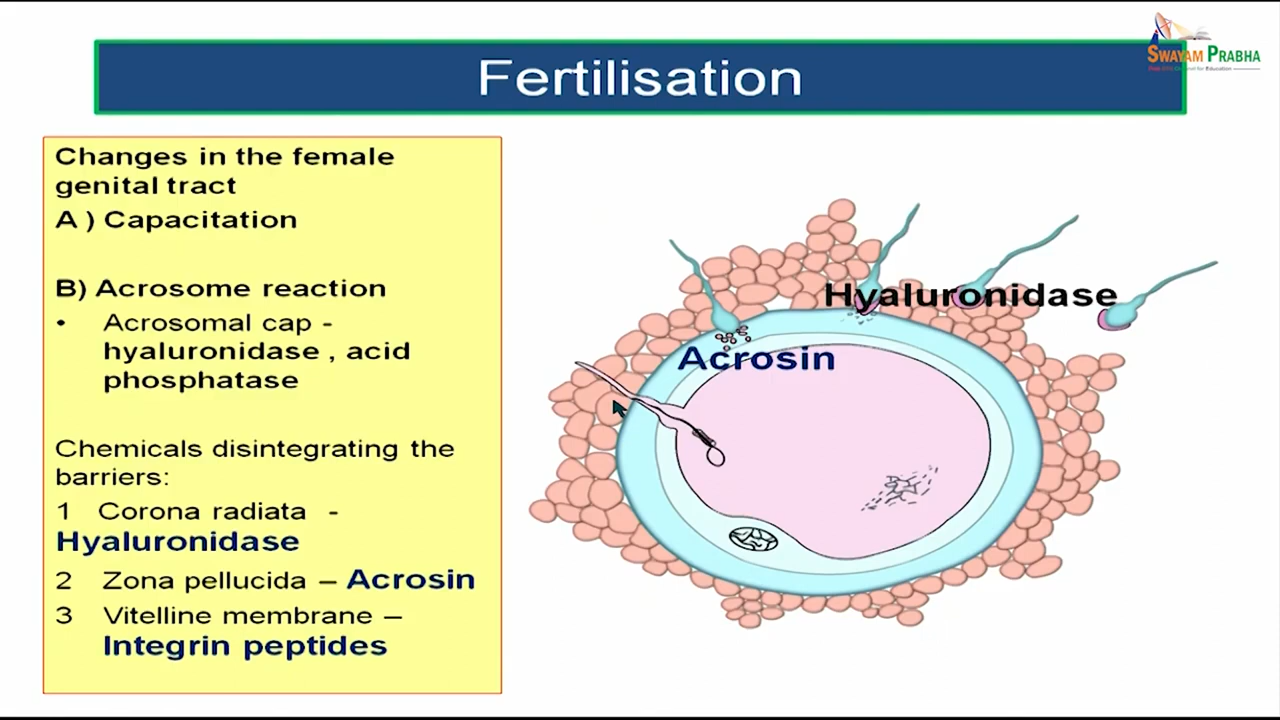 SWAYAM PRABHA
Fertilisation
Changes in the female
genital tract
A ) Capacitation
B) Acrosome reaction
• Acrosomal cap -
hyaluronidase , acid
phosphatase
Chemicals disintegrating the
barriers:
1 Corona radiata -
Hyaluronidase
2 Zona pellucida – Acrosin
3 Vitelline membrane –
Integrin peptides
Hyaluronidase
Acrosin